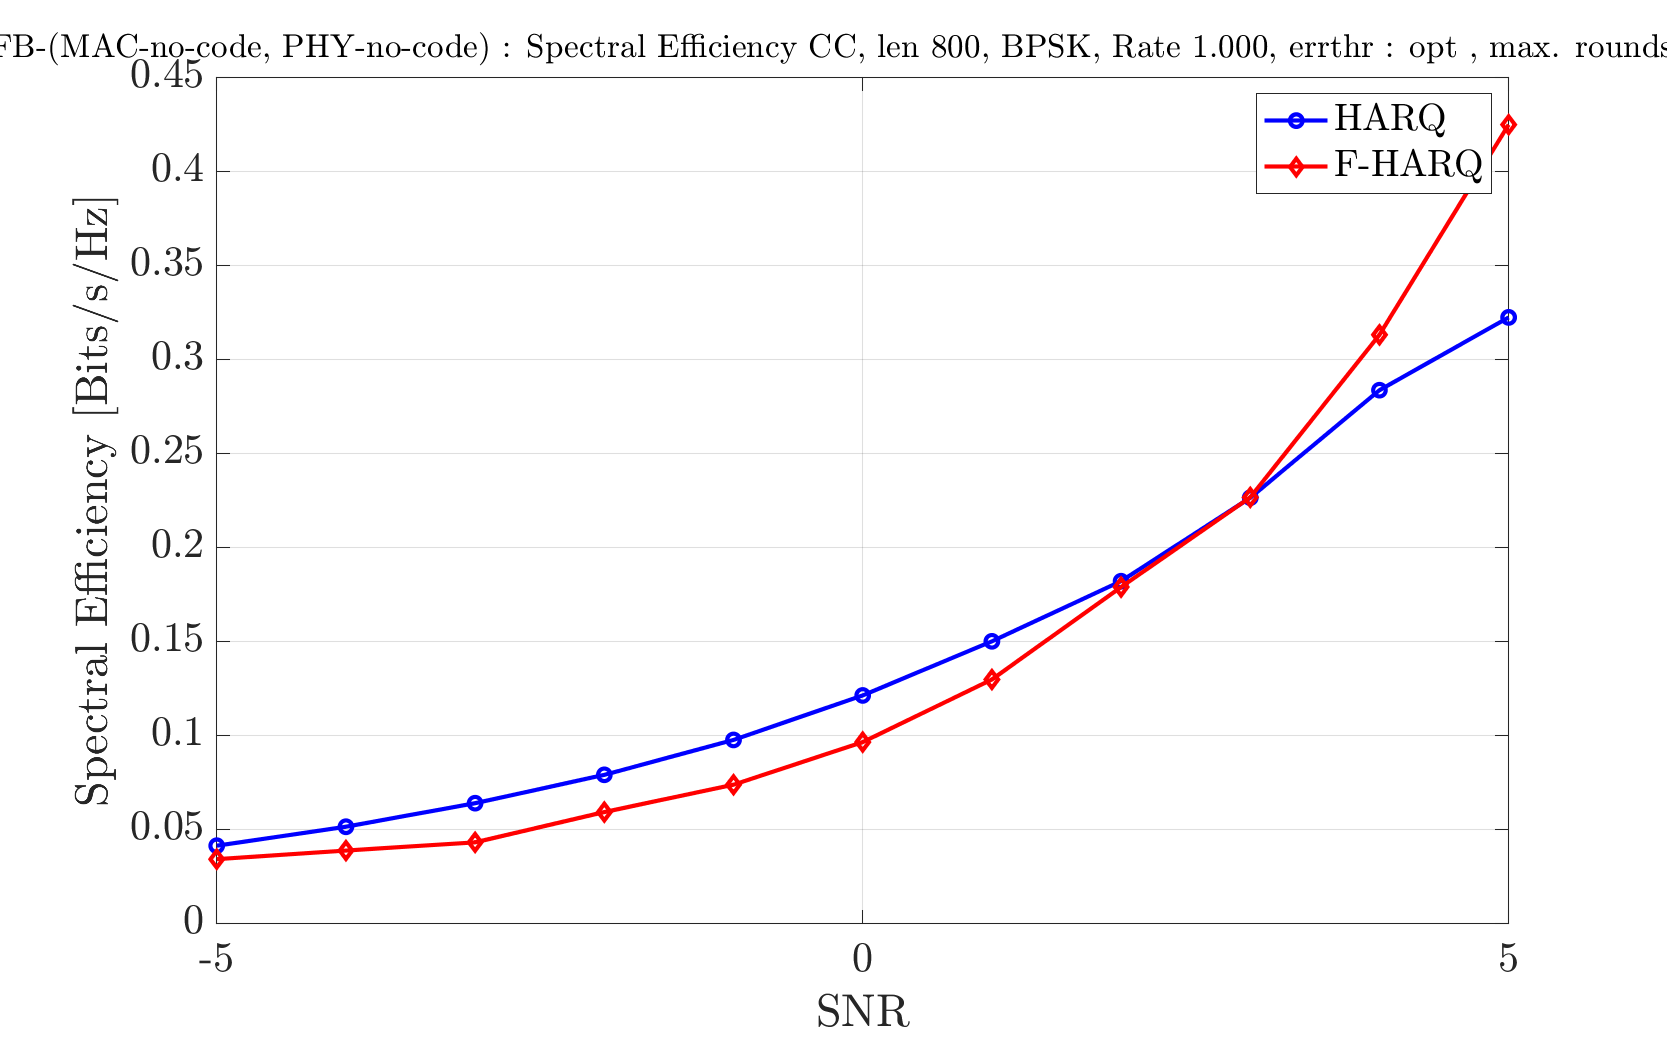 FB-(MAC-no-code, PHY-no-code) : Spectral Efficiency CC, len 800, BPSK, Rate 1.000, errthr : opt , max. rounds
0.45
0.4
0.35
0.3
0.25
0.2
0.15
0.1
0.05
0
Spectral Efficiency [Bits/s/Hz]
HARQ
F-HARQ
-5
0
5
SNR